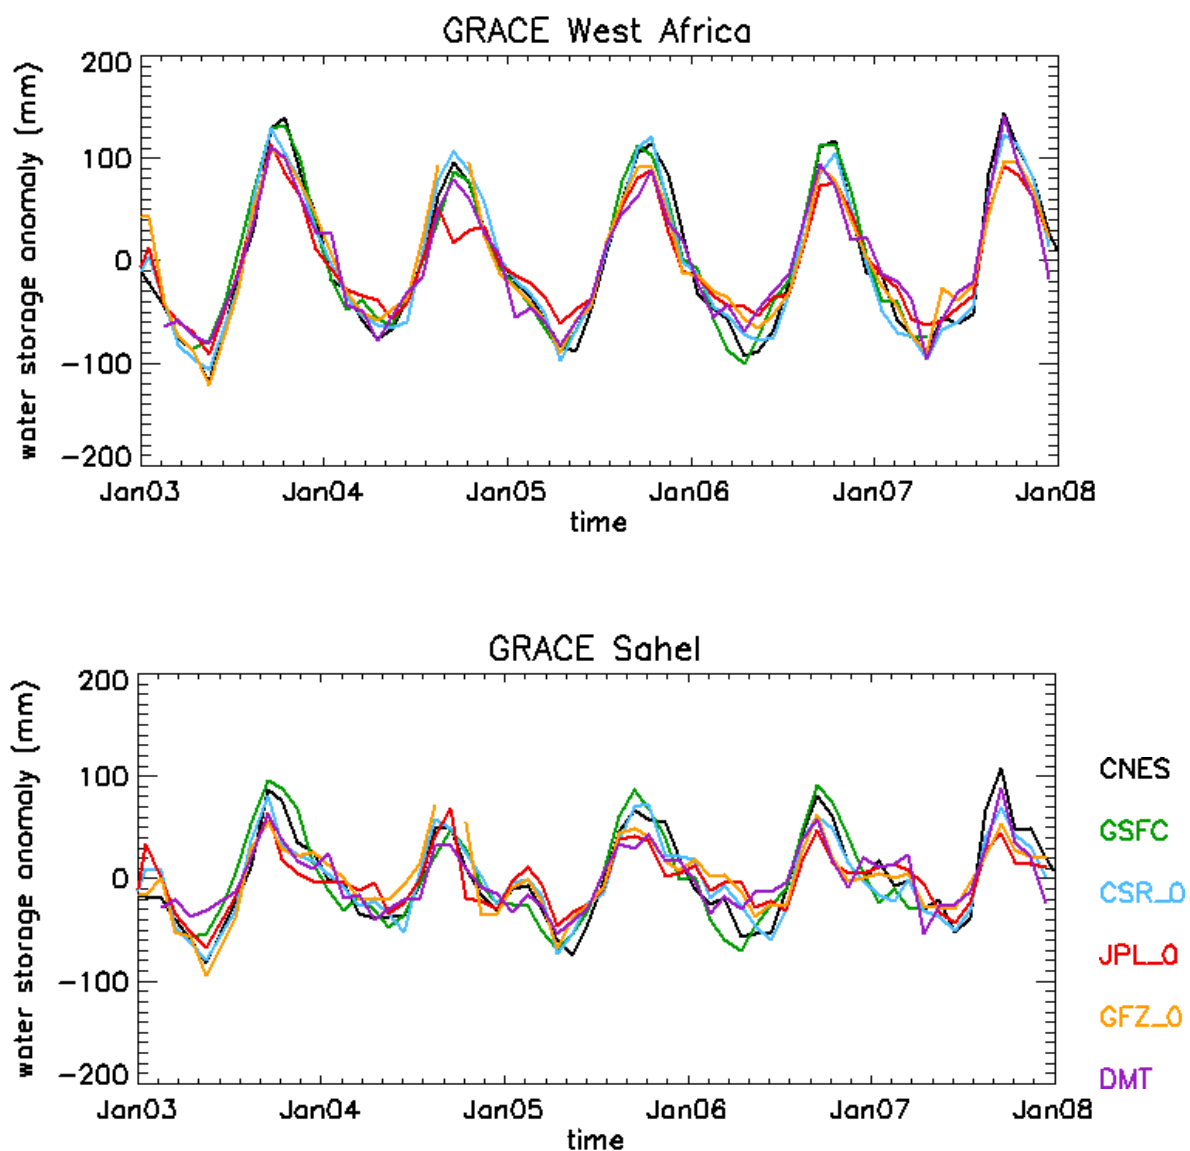 GRACE West Africa
water storage anomaly (mm)
200
100
0
-100
-200
Jan03 Jan04 Jan05 Jan06 Jan07 Jan08
time
GRACE Sahel
water storage anomaly (mm)
200
100
0
-100
-200
Jan03 Jan04 Jan05 Jan06 Jan07 Jan08
time
CNES
GSFC
CSR_0
JPL_0
GFZ_0
DMT